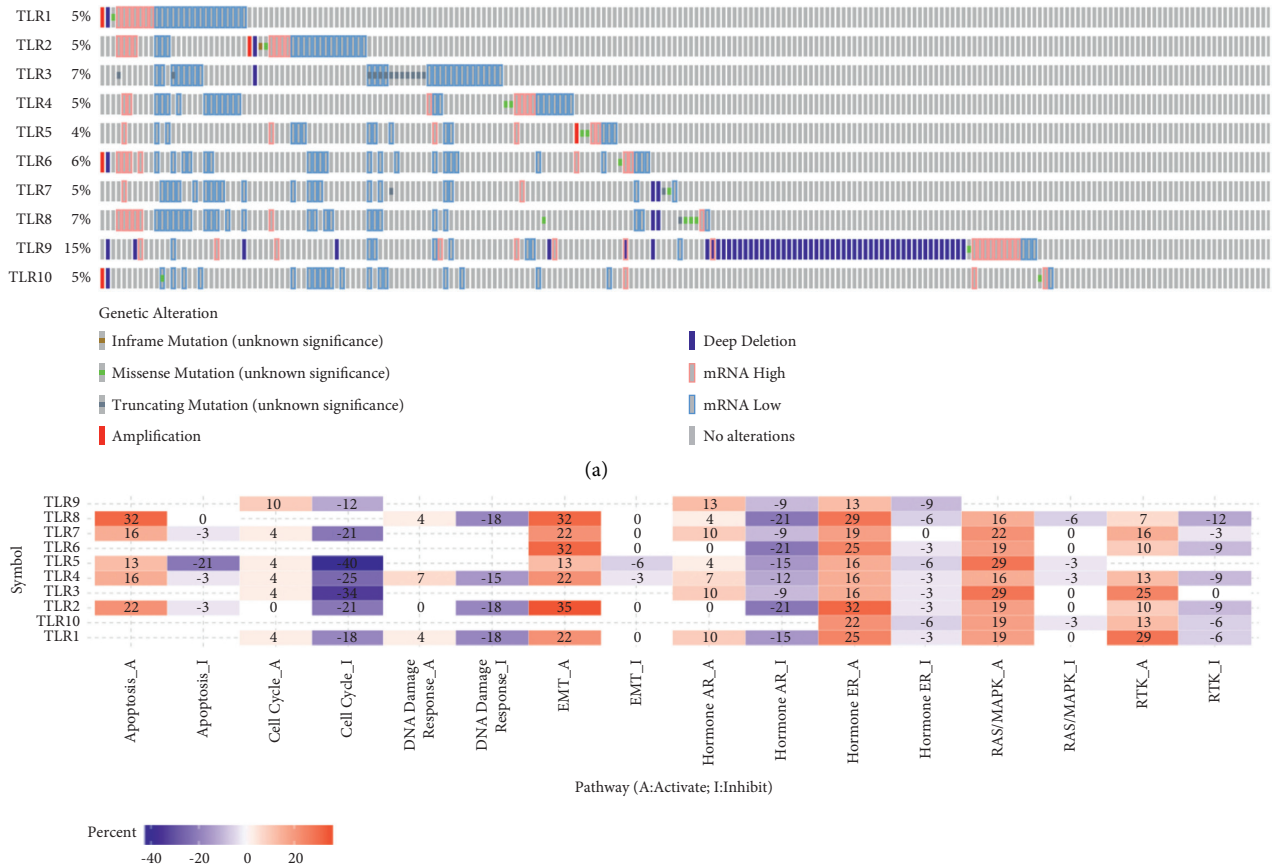 TLR1 5%
TLR2 5%
TLR3 7%
TLR4 5%
TLR5 4%
TLR6 6%
TLR7 5%
TLR8 7%
TLR9 15%
TLR10 5%
Genetic Alteration
Inframe Mutation (unknown significance)
Missense Mutation (unknown significance)
Truncating Mutation (unknown significance)
Amplification
Deep Deletion
mRNA High
mRNA Low
No alterations
(a)
Symbol
TLR9 10 -12 13 -9 13 -9
TLR8 32 0 4 -18 32 0 4 -21 29 -6 16 -6 7 -12
TLR7 16 -3 4 -21 22 0 10 -9 19 0 22 0 16 -3
TLR6 32 0 0 -21 25 -3 19 0 10 -9
TLR5 13 -21 4 -40 13 -6 4 -15 16 -3 29 -3
TLR4 16 -3 4 -25 7 -15 22 -3 7 -12 16 -3 16 -3 13 -9
TLR3 4 -34 10 -9 16 -3 29 0 25 0
TLR2 22 -3 0 -21 0 -18 35 0 0 -21 32 -3 19 0 10 -9
TLR10 22 -6 19 -3 13 -6
TLR1 4 -18 4 -18 22 0 10 -15 25 -3 19 0 29 -6
Apoptosis_A
Apoptosis_I
Cell Cycle_A
Cell Cycle_I
DNA Damage
Response_A
DNA Damage
Response_I
EMT_A
EMT_I
Hormone AR_A
Hormone AR_I
Hormone ER_A
Hormone ER_I
RAS/MAPK_A
RAS/MAPK_I
RTK_A
RTK_I
Pathway (A:Activate; I:Inhibit)
Percent
-40 -20 0 20